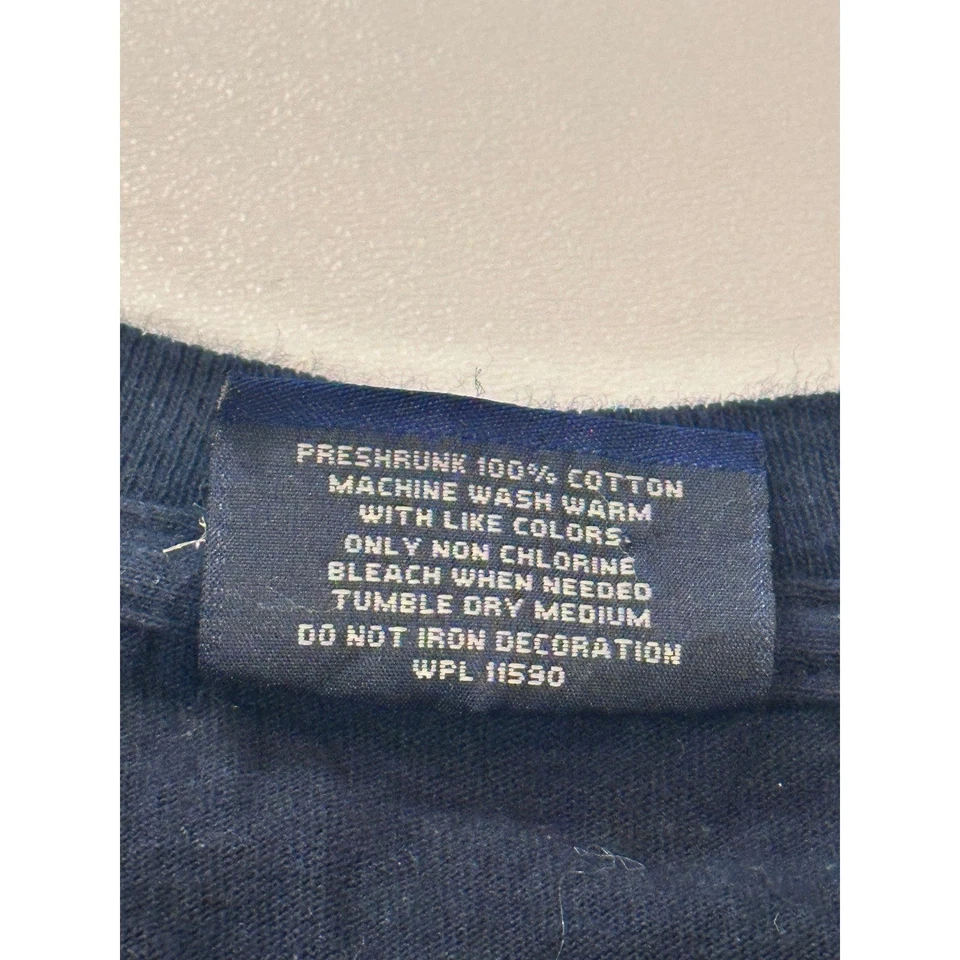 PRESHRUNK 100% COTTON
MACHINE WASH WARM
WITH LIKE COLORS.
ONLY NON CHLORINE
BLEACH WHEN NEEDED
TUMBLE DRY MEDIUM
DO NOT IRON DECORATION
WPL 11590